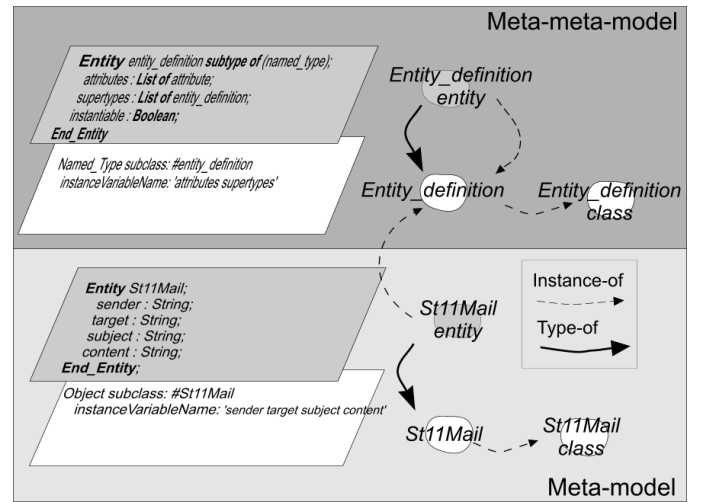 Meta-meta-model
Entity entity_definition subtype of (named_type);
attributes : List of attribute;
supertypes : List of entity_definition;
instantiable : Boolean;
End_Entity
Named_Type subclass: #entity_definition
instanceVariableName: 'attributes supertypes'
Entity_definition
entity
Entity_definition
Entity_definition
class
Entity St11Mail;
sender : String;
target : String;
subject : String;
content : String;
End_Entity;
Object subclass: #St11Mail
instanceVariableName: 'sender target subject content'
St11Mail
entity
Instance-of
Type-of
St11Mail
St11Mail
class
Meta-model